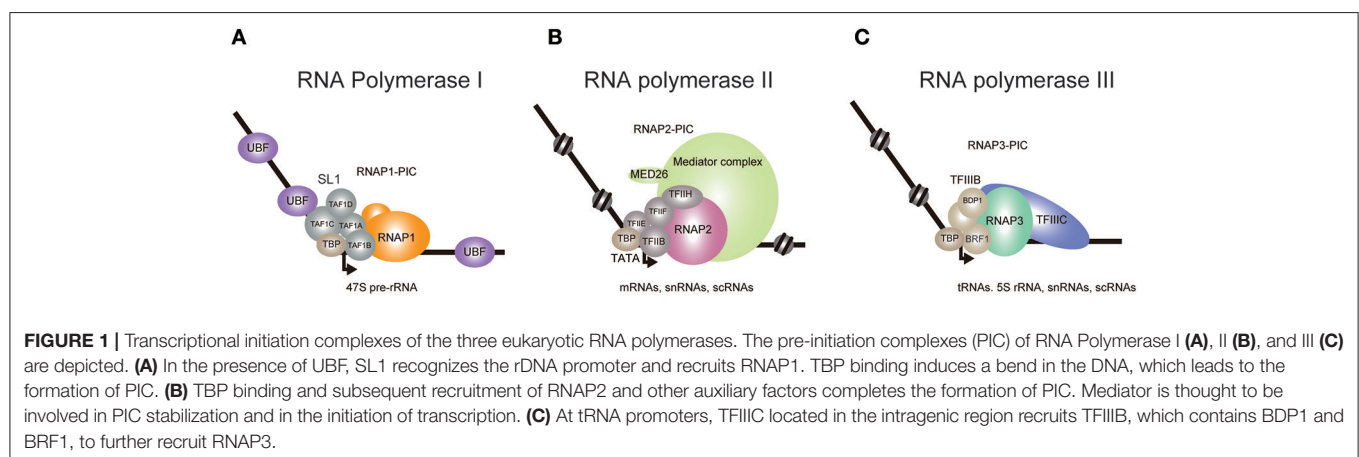 A
RNA Polymerase I
UBF
UBF
SL1
RNAP1-PIC
TAF1D
TAF1C
TAF1A
TBP
TAF1B
RNAP1
UBF
47S pre-rRNA
B
RNA polymerase II
RNAP2-PIC
Mediator complex
MED26
TFIIH
TFIIF
TFIIE
TBP
TFIIB
RNAP2
TATA
mRNAs, snRNAs, scRNAs
C
RNA polymerase III
RNAP3-PIC
TFIIIB
BDP1
RNAP3
TFIIIC
TBP
BRF1
tRNAs. 5S rRNA, snRNAs, scRNAs
FIGURE 1 | Transcriptional initiation complexes of the three eukaryotic RNA polymerases. The pre-initiation complexes (PIC) of RNA Polymerase I (A), II (B), and III (C)
are depicted. (A) In the presence of UBF, SL1 recognizes the rDNA promoter and recruits RNAP1. TBP binding induces a bend in the DNA, which leads to the
formation of PIC. (B) TBP binding and subsequent recruitment of RNAP2 and other auxiliary factors completes the formation of PIC. Mediator is thought to be
involved in PIC stabilization and in the initiation of transcription. (C) At tRNA promoters, TFIIIC located in the intragenic region recruits TFIIIB, which contains BDP1 and
BRF1, to further recruit RNAP3.